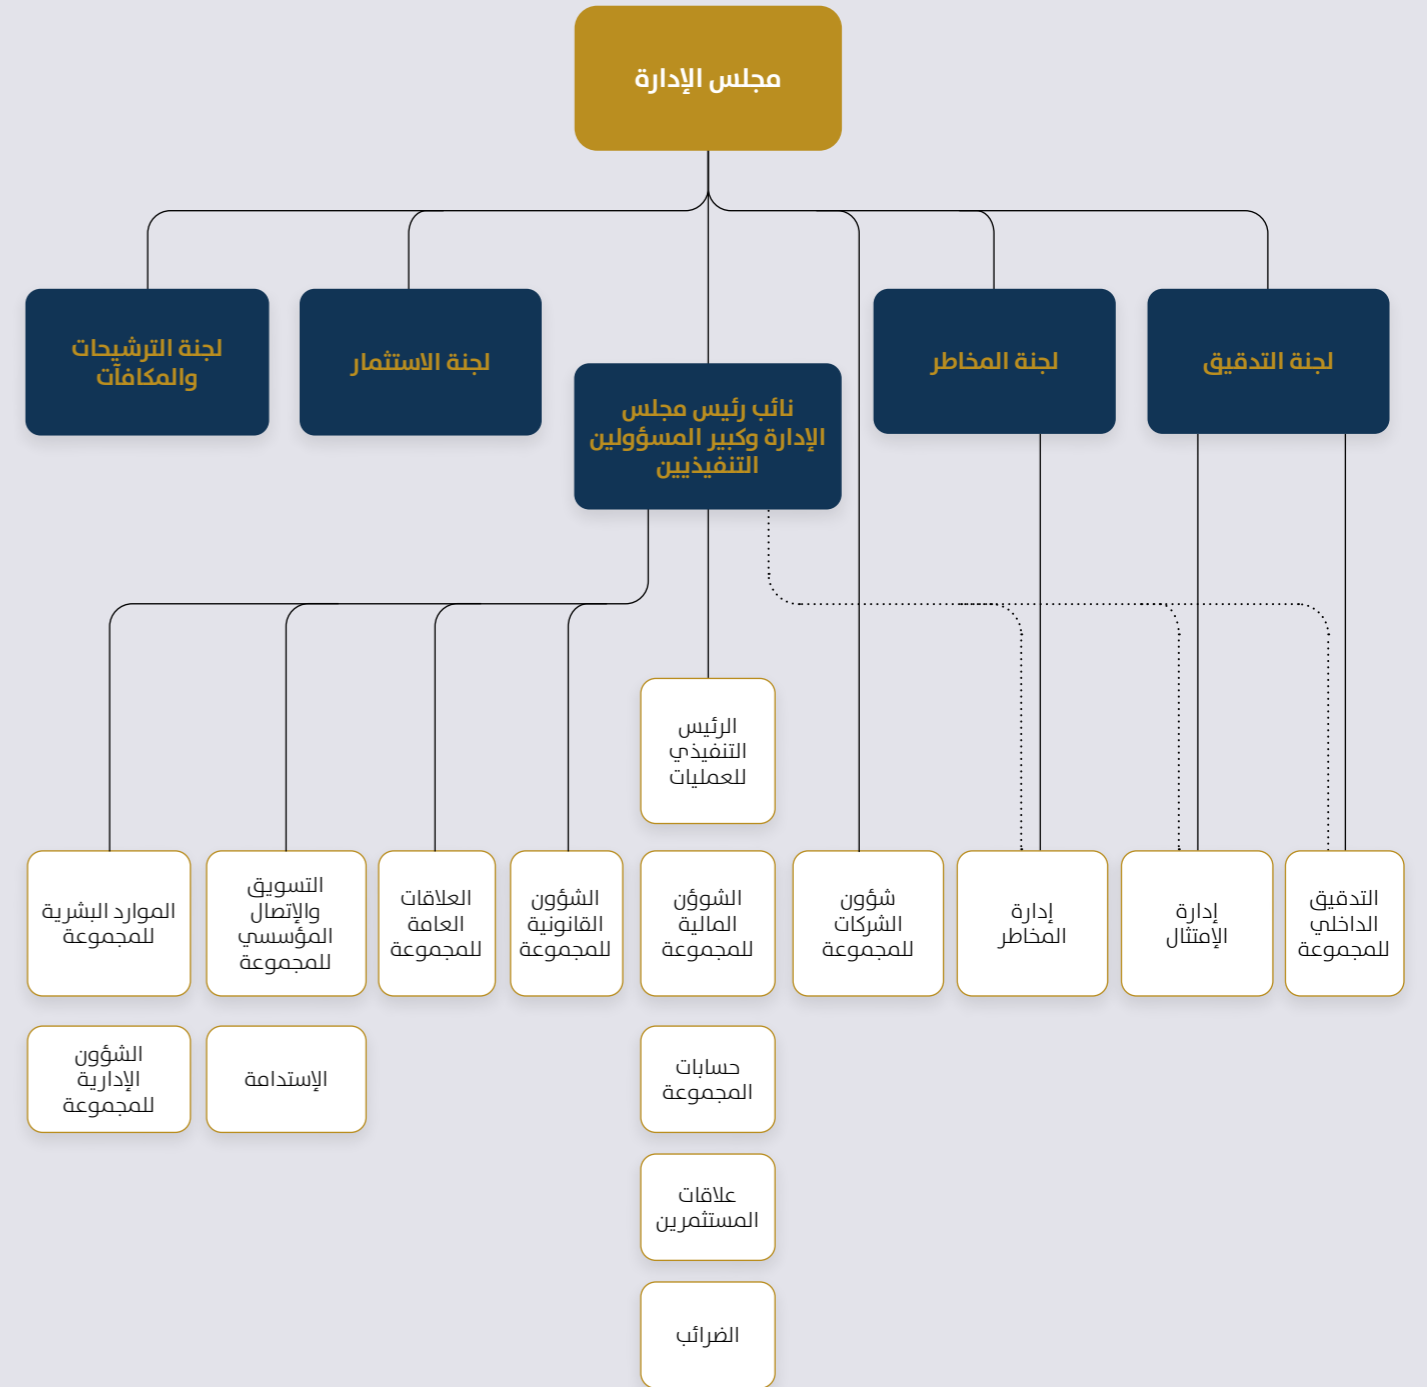 مجلس الإدارة
لجنة التدقيق
لجنة المخاطر
لجنة الاستثمار
لجنة الترشيحات
والمكافآت
نائب رئيس مجلس
الإدارة وكبير المسؤولين
التنفيذيين
الرئيس
التنفيذي
للعمليات
التدقيق
الداخلي
للمجموعة
إدارة
الإمتثال
إدارة
المخاطر
شؤون
الشركات
للمجموعة
الشوؤن
المالية
للمجموعة
الشؤون
القانونية
للمجموعة
العلاقات
العامة
للمجموعة
التسويق
والإتصال
المؤسسي
للمجموعة
الموارد البشرية
للمجموعة
حسابات
المجموعة
الإستدامة
الشؤون
الإدارية
للمجموعة
علاقات
المستثمرين
الضرائب